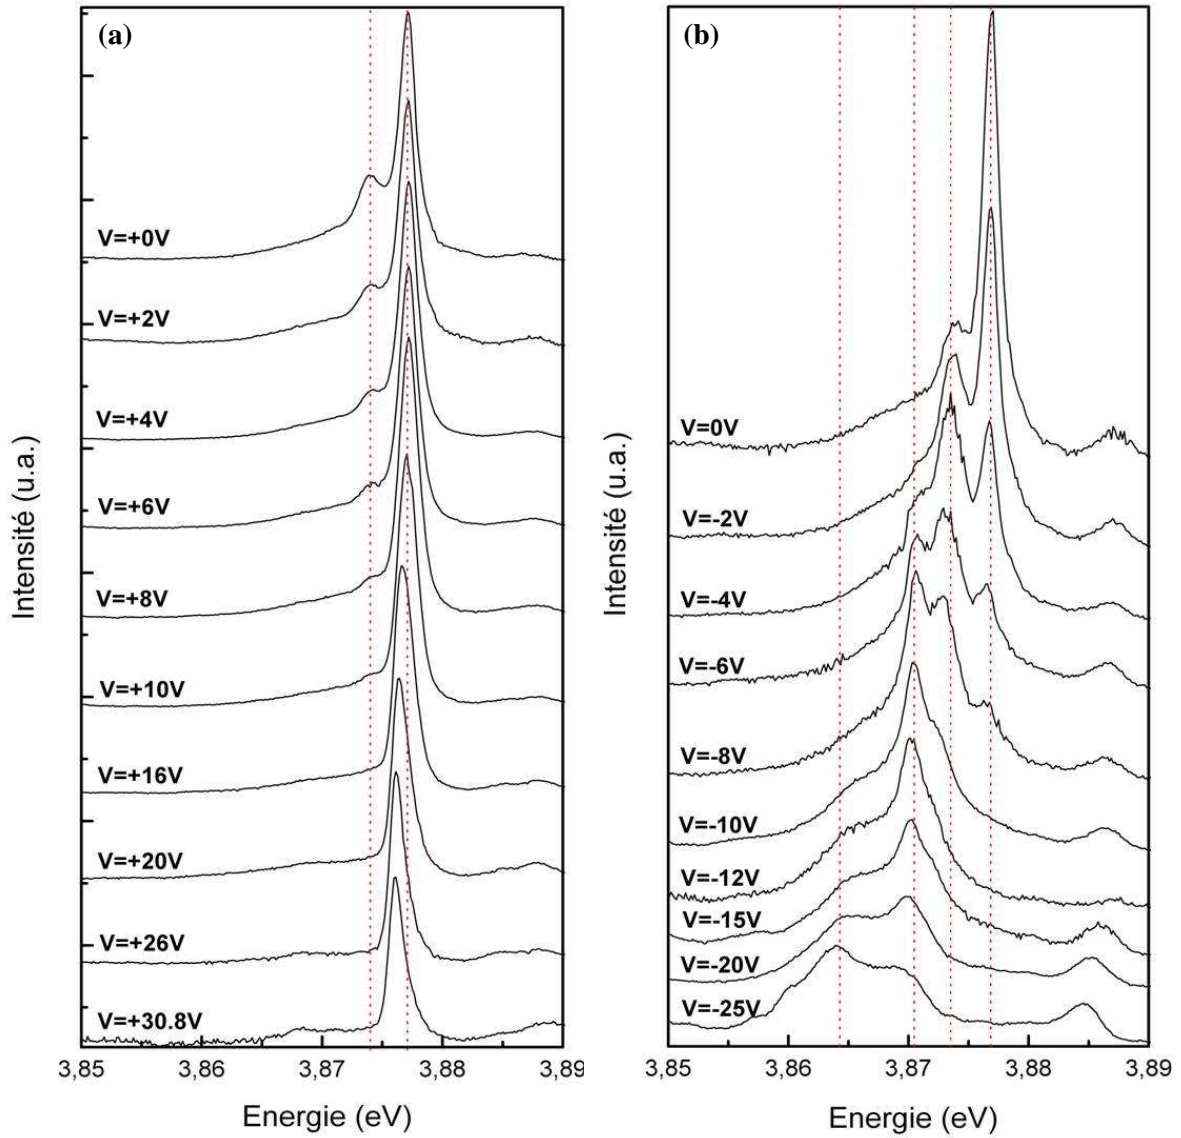 (a)
V=+0V
V=+2V
V=+4V
V=+6V
V=+8V
V=+10V
V=+16V
V=+20V
V=+26V
V=+30.8V
Intensité (u.a.)
3,85
3,86
3,87
3,88
3,89
Energie (eV)
(b)
V=0V
V=-2V
V=-4V
V=-6V
V=-8V
V=-10V
V=-12V
V=-15V
V=-20V
V=-25V
Intensité (u.a.)
3,85
3,86
3,87
3,88
3,89
Energie (eV)